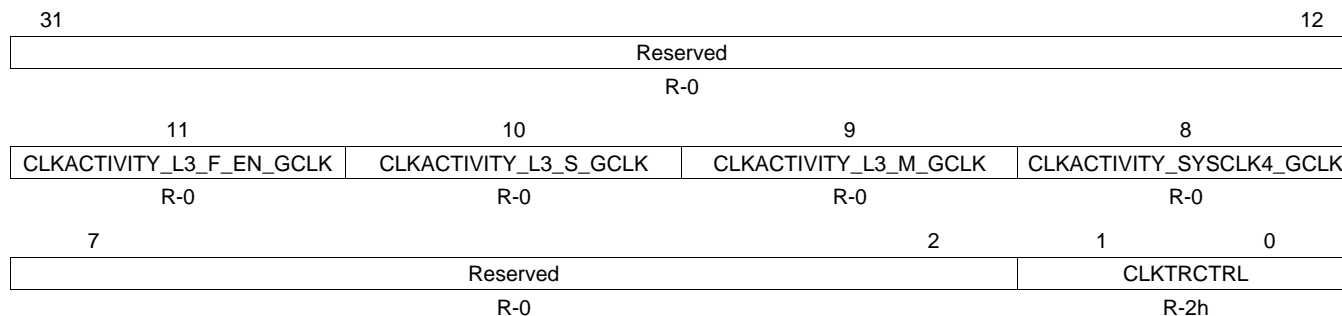 31 12
Reserved
R-0
11 10 9 8
CLKACTIVITY_L3_F_EN_GCLK CLKACTIVITY_L3_S_GCLK CLKACTIVITY_L3_M_GCLK CLKACTIVITY_SYSCLK4_GCLK
R-0 R-0 R-0 R-0
7 2 1 0
Reserved CLKTRCTRL
R-0 R-2h